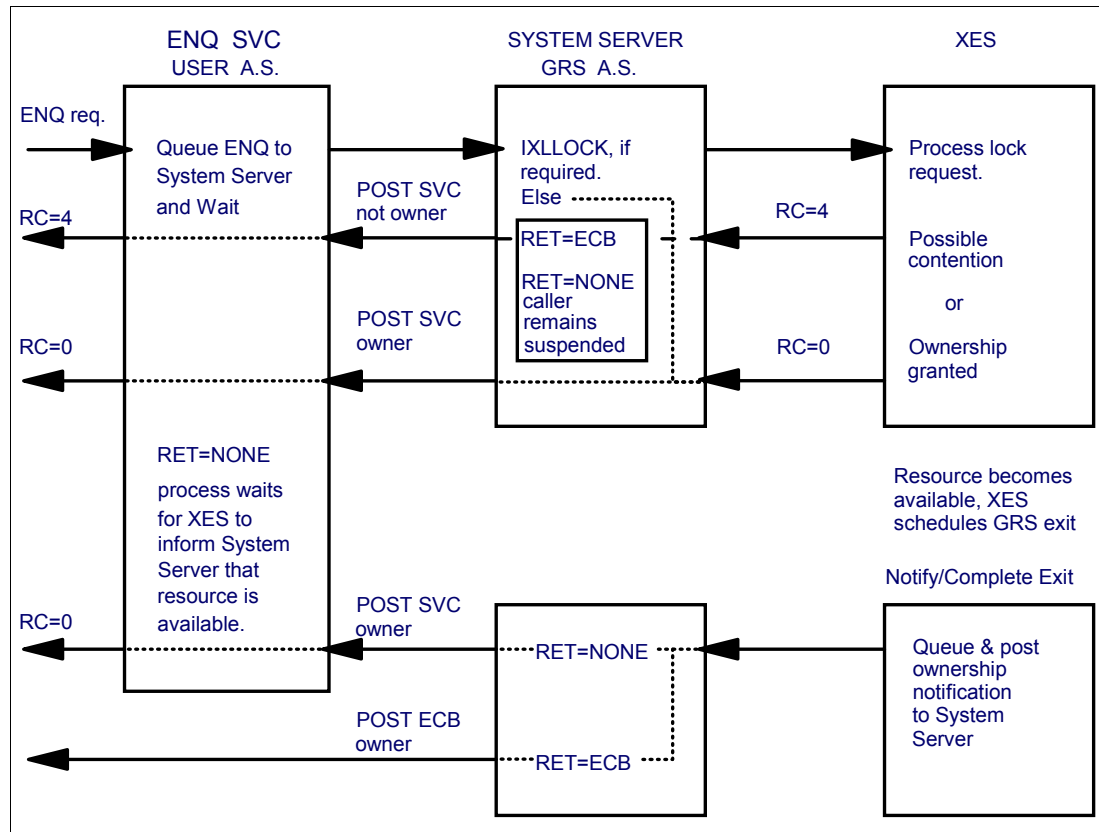 ENQ SVC
USER A.S.
SYSTEM SERVER
GRS A.S.
XES
ENQ req.
Queue ENQ to
System Server
and Wait
RC=4
POST SVC
not owner
IXLLOCK, if
required.
Else
RET=ECB
RET=NONE
caller
remains
suspended
RC=4
Process lock
request.
Possible
contention
or
Ownership
granted
RC=0
POST SVC
owner
RC=0
RET=NONE
process waits
for XES to
inform System
Server that
resource is
available.
Resource becomes
available, XES
schedules GRS exit
Notify/Complete Exit
RC=0
POST SVC
owner
RET=NONE
Queue & post
ownership
notification
to System
Server
POST ECB
owner
RET=ECB